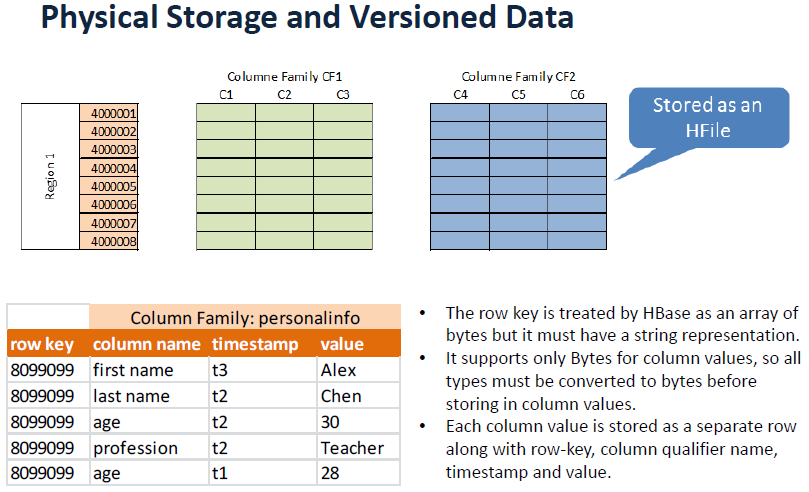 Physical Storage and Versioned Data
Columne Family CF1
C1 C2 C3
Columne Family CF2
C4 C5 C6
Stored as an
HFile
Region 1
4000001
4000002
4000003
4000004
4000005
4000006
4000007
4000008
Column Family: personalinfo
row key column name timestamp value
8099099 first name t3 Alex
8099099 last name t2 Chen
8099099 age t2 30
8099099 profession t2 Teacher
8099099 age t1 28
• The row key is treated by HBase as an array of
bytes but it must have a string representation.
• It supports only Bytes for column values, so all
types must be converted to bytes before
storing in column values.
• Each column value is stored as a separate row
along with row-key, column qualifier name,
timestamp and value.